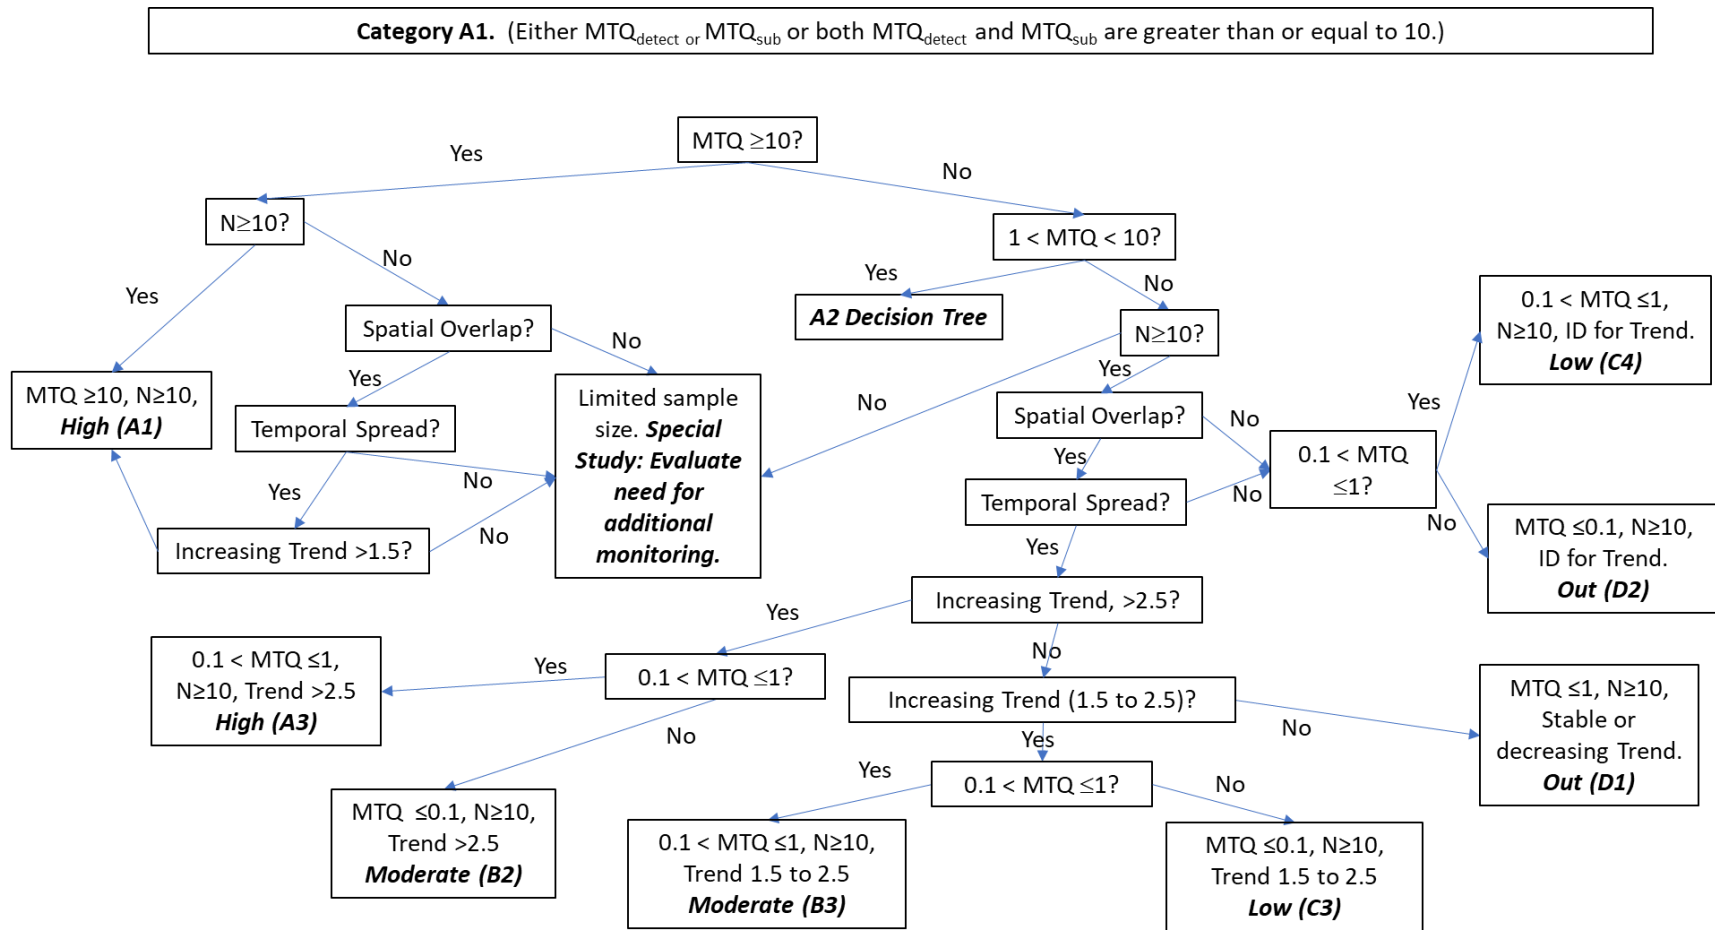 Category A1. (Either MTQdetect or MTQsub or both MTQdetect and MTQsub are greater than or equal to 10.)
MTQ ≥10?
Yes
No
N≥10?
1 < MTQ < 10?
No
Yes
Yes
No
A2 Decision Tree
0.1 < MTQ ≤1,
N≥10, ID for Trend.
Low (C4)
Spatial Overlap?
N≥10?
No
Yes
Yes
MTQ ≥10, N≥10,
High (A1)
Limited sample
size. Special
Study: Evaluate
need for
additional
monitoring.
No
Yes
Temporal Spread?
Spatial Overlap?
No
0.1 < MTQ
≤1?
Yes
No
Yes
Temporal Spread?
No
No
MTQ ≤0.1, N≥10,
ID for Trend.
Out (D2)
Increasing Trend >1.5?
No
Yes
Increasing Trend, >2.5?
Yes
No
0.1 < MTQ ≤1,
N≥10, Trend >2.5
High (A3)
Yes
0.1 < MTQ ≤1?
Increasing Trend (1.5 to 2.5)?
MTQ ≤1, N≥10,
Stable or
decreasing Trend.
Out (D1)
No
Yes
No
Yes
0.1 < MTQ ≤1?
No
MTQ ≤0.1, N≥10,
Trend >2.5
Moderate (B2)
0.1 < MTQ ≤1, N≥10,
Trend 1.5 to 2.5
Moderate (B3)
MTQ ≤0.1, N≥10,
Trend 1.5 to 2.5
Low (C3)